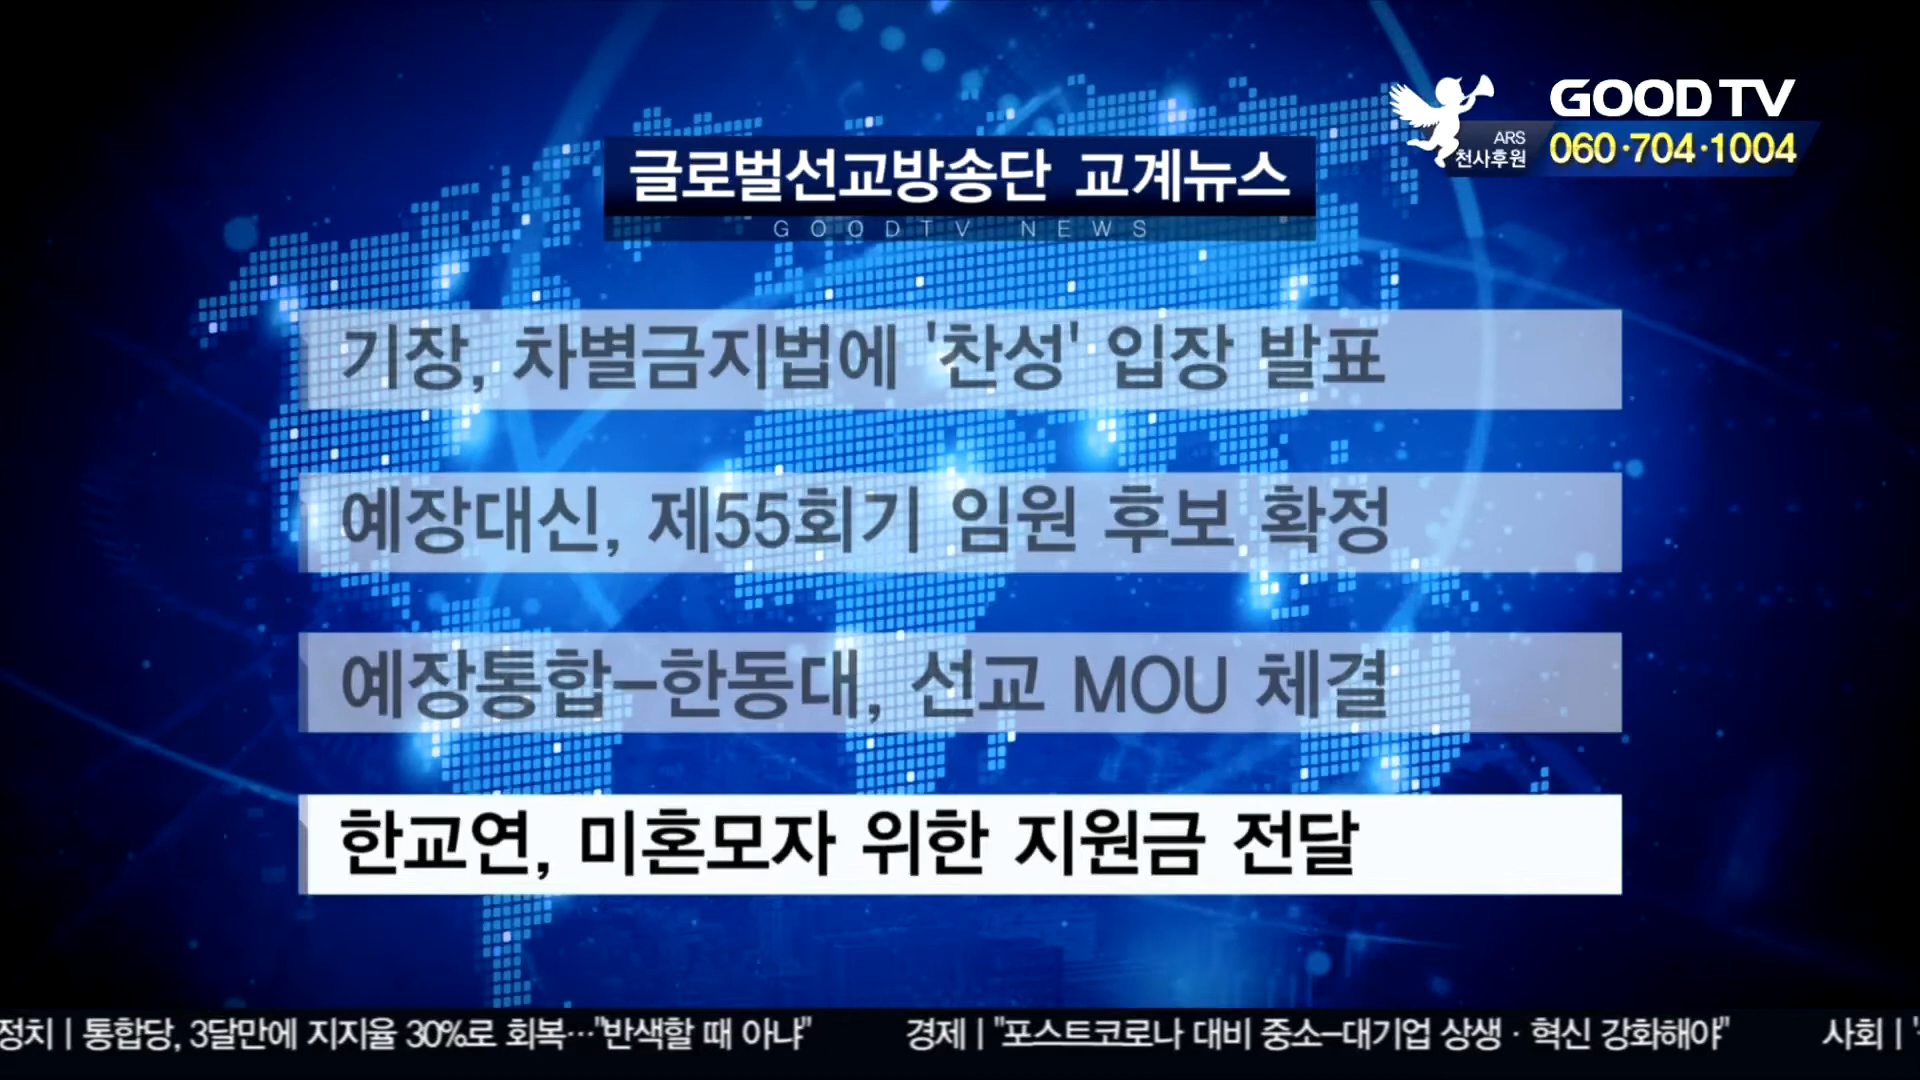 GOODTV
ARS
천사후원
060·704·1004
글로벌선교방송단 교계뉴스
GOODTV NEWS
기장, 차별금지법에 '찬성' 입장 발표
예장대신, 제55회기 임원 후보 확정
예장통합-한동대, 선교 MOU 체결
한교연, 미혼모자 위한 지원금 전달
정치 | 통합당, 3달만에 지지율 30%로 회복…"반색할 때 아냐" 경제 | "포스트코로나 대비 중소-대기업 상생·혁신 강화해야" 사회 | "